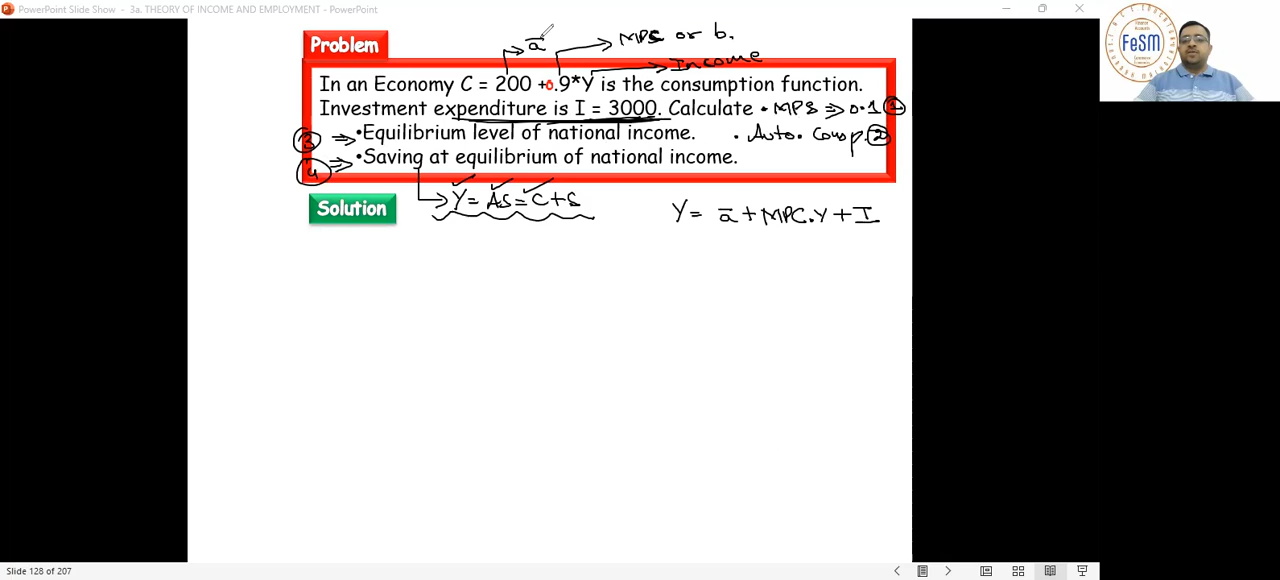 PowerPoint Slide Show - 3a. THEORY OF INCOME AND EMPLOYMENT - PowerPoint
FeSM
Problem
a̅
MPC or b.
Income
In an Economy C = 200 +0.9*Y is the consumption function.
Investment expenditure is I = 3000. Calculate • MPS ⇒ 0.1 ①
③ ⇒ •Equilibrium level of national income. • Auto. Consp. ②
④ ⇒ •Saving at equilibrium of national income.
Solution
Y = AS = C + S
Y = a̅ + MPC.Y + I
Slide 128 of 207